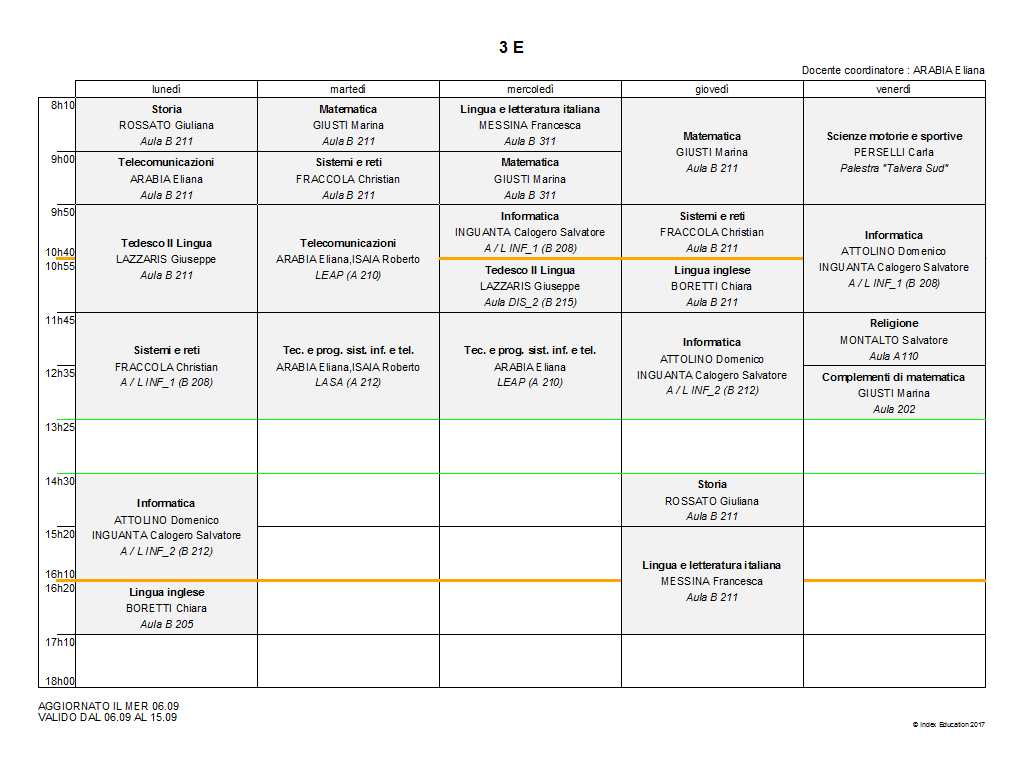 3 E
Docente coordinatore : ARABIA Eliana
lunedì martedì mercoledì giovedì venerdì
8h10
Storia
ROSSATO Giuliana
Aula B 211
Matematica
GIUSTI Marina
Aula B 211
Lingua e letteratura italiana
MESSINA Francesca
Aula B 311
Matematica
GIUSTI Marina
Aula B 211
Scienze motorie e sportive
PERSELLI Carla
Palestra "Talvera Sud"
9h00
Telecomunicazioni
ARABIA Eliana
Aula B 211
Sistemi e reti
FRACCOLA Christian
Aula B 211
Matematica
GIUSTI Marina
Aula B 311
9h50
Tedesco II Lingua
LAZZARIS Giuseppe
Aula B 211
Telecomunicazioni
ARABIA Eliana,ISAIA Roberto
LEAP (A 210)
Informatica
INGUANTA Calogero Salvatore
A / L INF_1 (B 208)
Sistemi e reti
FRACCOLA Christian
Aula B 211
Informatica
ATTOLINO Domenico
INGUANTA Calogero Salvatore
A / L INF_1 (B 208)
10h40
10h55
Tedesco II Lingua
LAZZARIS Giuseppe
Aula DIS_2 (B 215)
Lingua inglese
BORETTI Chiara
Aula B 211
11h45
Sistemi e reti
FRACCOLA Christian
A / L INF_1 (B 208)
Tec. e prog. sist. inf. e tel.
ARABIA Eliana,ISAIA Roberto
LASA (A 212)
Tec. e prog. sist. inf. e tel.
ARABIA Eliana
LEAP (A 210)
Informatica
ATTOLINO Domenico
INGUANTA Calogero Salvatore
A / L INF_2 (B 212)
Religione
MONTALTO Salvatore
Aula A110
12h35
Complementi di matematica
GIUSTI Marina
Aula 202
13h25
14h30
Informatica
ATTOLINO Domenico
INGUANTA Calogero Salvatore
A / L INF_2 (B 212)
Storia
ROSSATO Giuliana
Aula B 211
15h20
Lingua e letteratura italiana
MESSINA Francesca
Aula B 211
16h10
16h20
Lingua inglese
BORETTI Chiara
Aula B 205
17h10
18h00
AGGIORNATO IL MER 06.09
VALIDO DAL 06.09 AL 15.09
© Index Education 2017